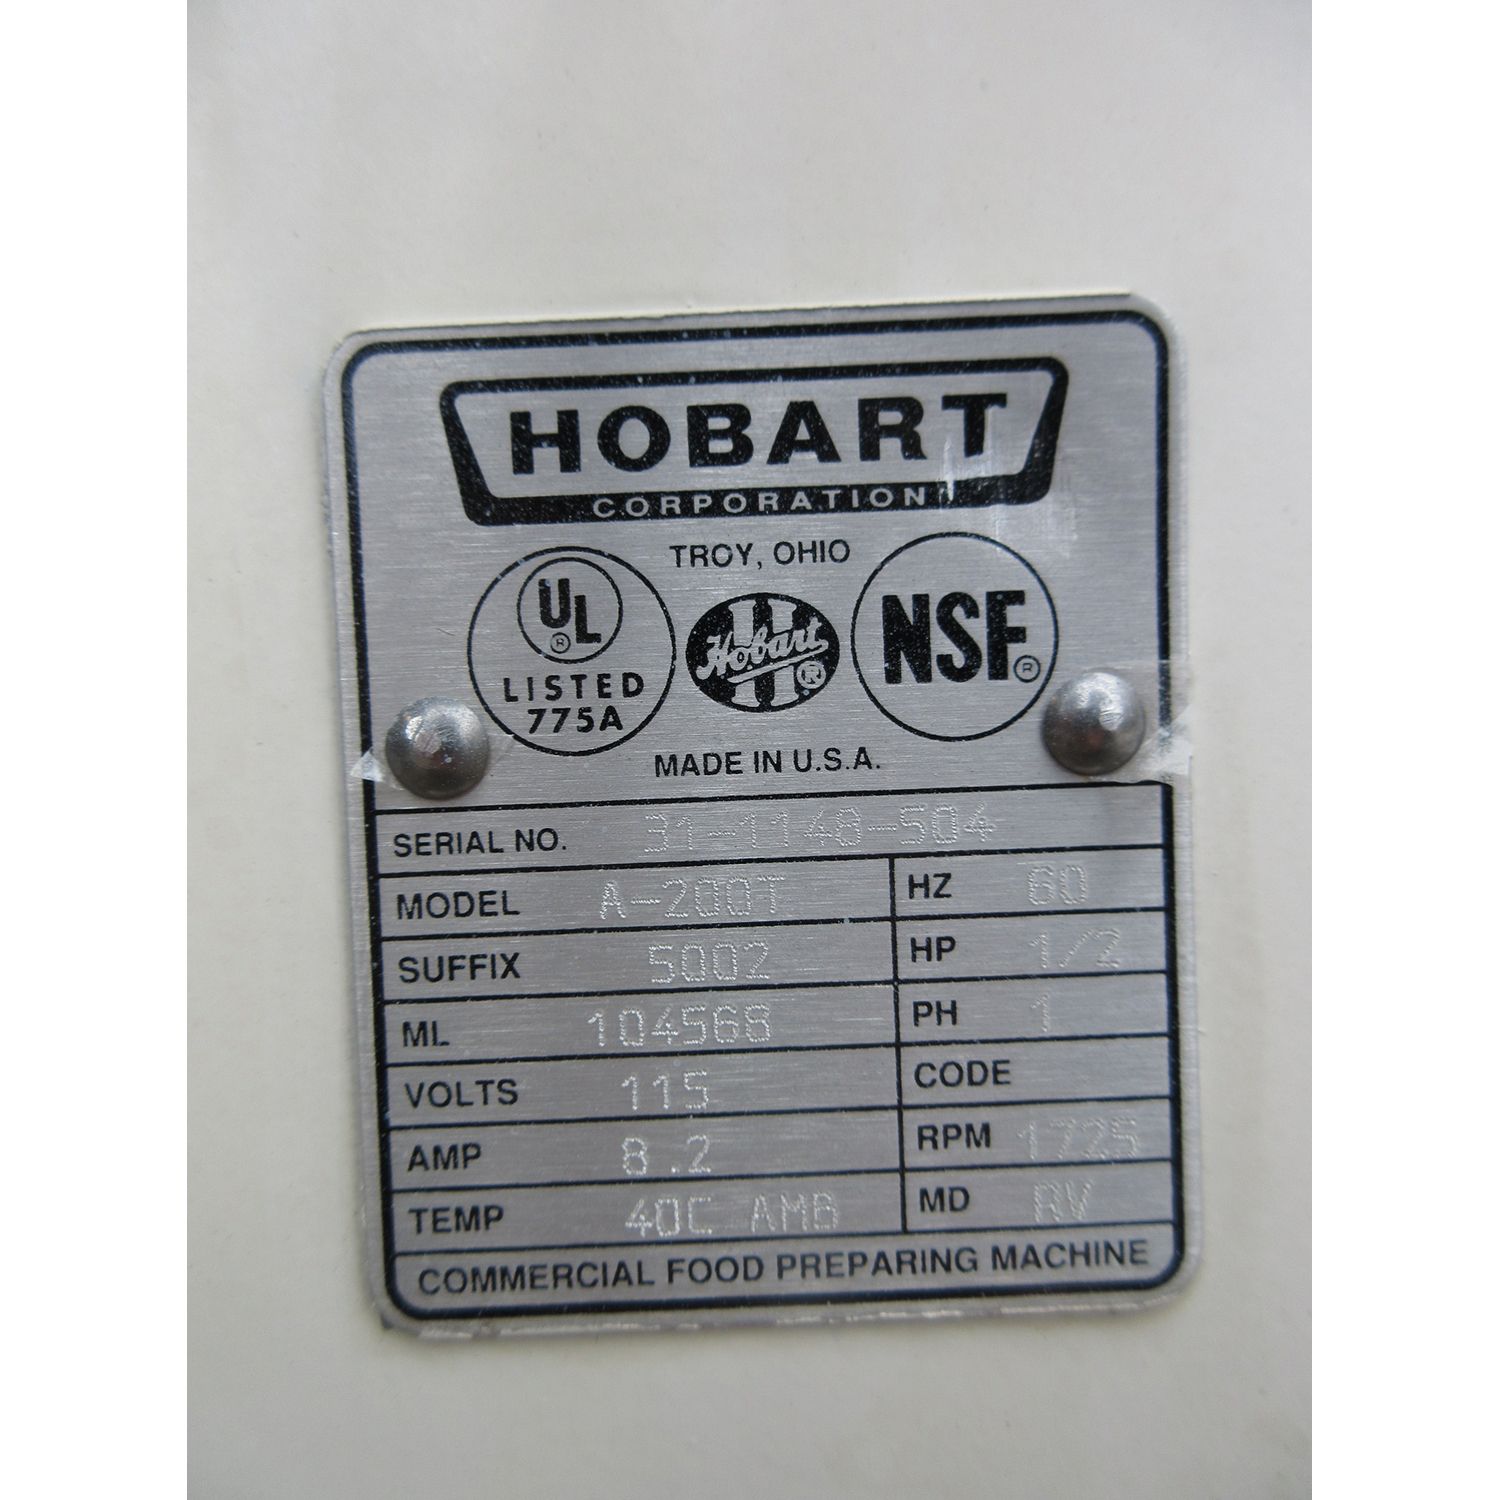 HOBART
CORPORATION
TROY, OHIO
UL
®
LISTED
775A
Hobart
®
NSF®
MADE IN U.S.A.
SERIAL NO. 31-1148-504
MODEL A-200T HZ 60
SUFFIX 5002 HP 1/2
ML 104568 PH 1
VOLTS 115 CODE
AMP 8.2 RPM 1725
TEMP 40C AMB MD RV
COMMERCIAL FOOD PREPARING MACHINE